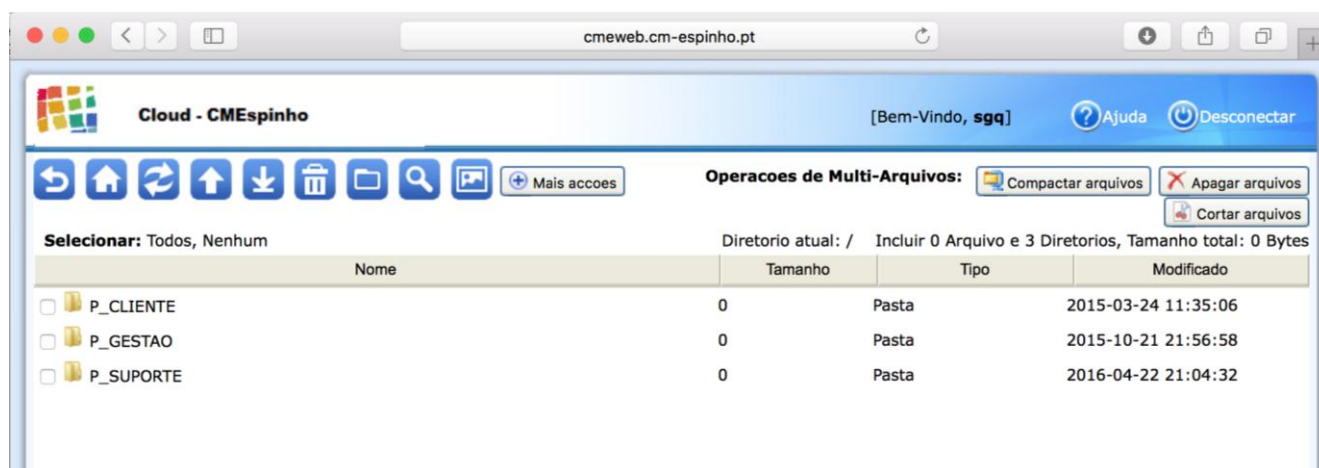 cmeweb.cm-espinho.pt
Cloud - CMEspinho
[Bem-Vindo, sgq]
Ajuda
Desconectar
Mais accoes
Operacoes de Multi-Arquivos:
Compactar arquivos
Apagar arquivos
Cortar arquivos
Selecionar: Todos, Nenhum
Diretorio atual: /
Incluir 0 Arquivo e 3 Diretorios, Tamanho total: 0 Bytes
Nome Tamanho Tipo Modificado
P_CLIENTE 0 Pasta 2015-03-24 11:35:06
P_GESTAO 0 Pasta 2015-10-21 21:56:58
P_SUPORTE 0 Pasta 2016-04-22 21:04:32